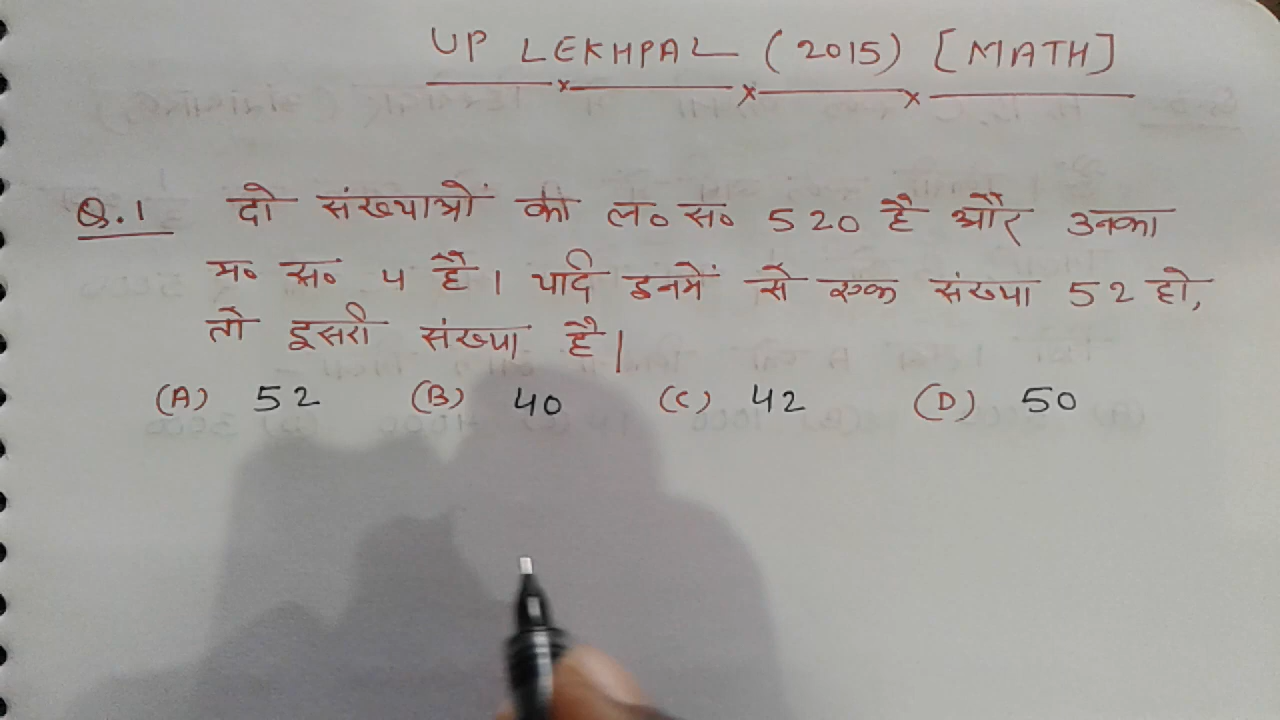 UP LEKHPAL (2015) [MATH]
Q.1 दो संख्याओं का ल० स० 520 है और उनका
म० स० 4 है। यदि इनमें से एक संख्या 52 हो,
तो दूसरी संख्या है।
(A) 52 (B) 40 (C) 42 (D) 50